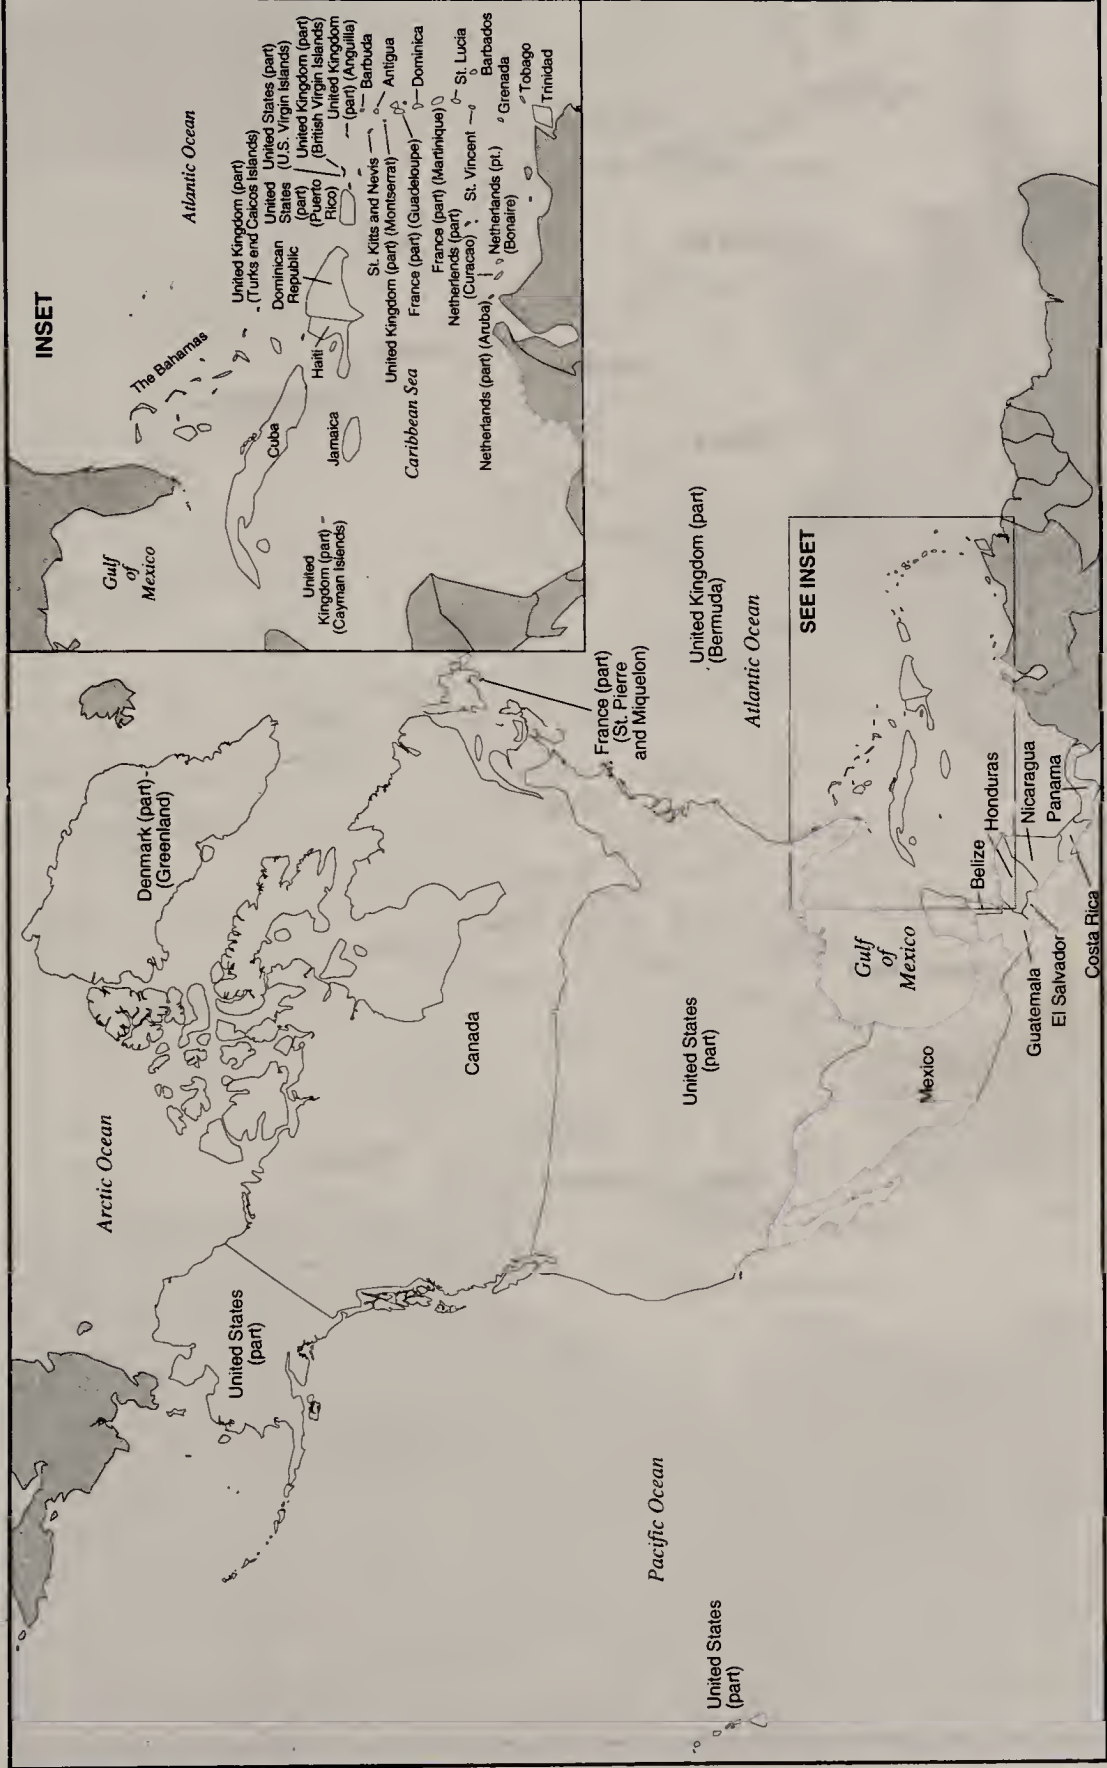 INSET
Atlantic Ocean
Gulf
of
Mexico
The Bahamas
Cuba
United
Kingdom (part)
(Cayman Islands)
Jamaica
Haiti
Dominican
Republic
United Kingdom (part)
(Turks end Caicos Islands)
United
States
(part)
(Puerto
Rico)
United States (part)
(U.S. Virgin Islands)
United Kingdom (part)
(British Virgin Islands)
United Kingdom
(part) (Anguilla)
Barbuda
Antigua
St. Kitts and Nevis
United Kingdom (part) (Montserrat)
France (part) (Guadeloupe)
Dominica
France (part) (Martinique)
St. Lucia
Barbados
St. Vincent
Grenada
Tobago
Trinidad
Netherlends (part)
(Curacao)
Netherlands (pt.)
(Bonaire)
Netherlands (part) (Aruba)
Caribbean Sea
Arctic Ocean
Denmark (part)
(Greenland)
United States
(part)
Canada
France (part)
(St. Pierre
and Miquelon)
United Kingdom (part)
(Bermuda)
Atlantic Ocean
United States
(part)
Pacific Ocean
United States
(part)
SEE INSET
Gulf
of
Mexico
Mexico
Belize
Honduras
Nicaragua
Panama
Guatemala
El Salvador
Costa Rica